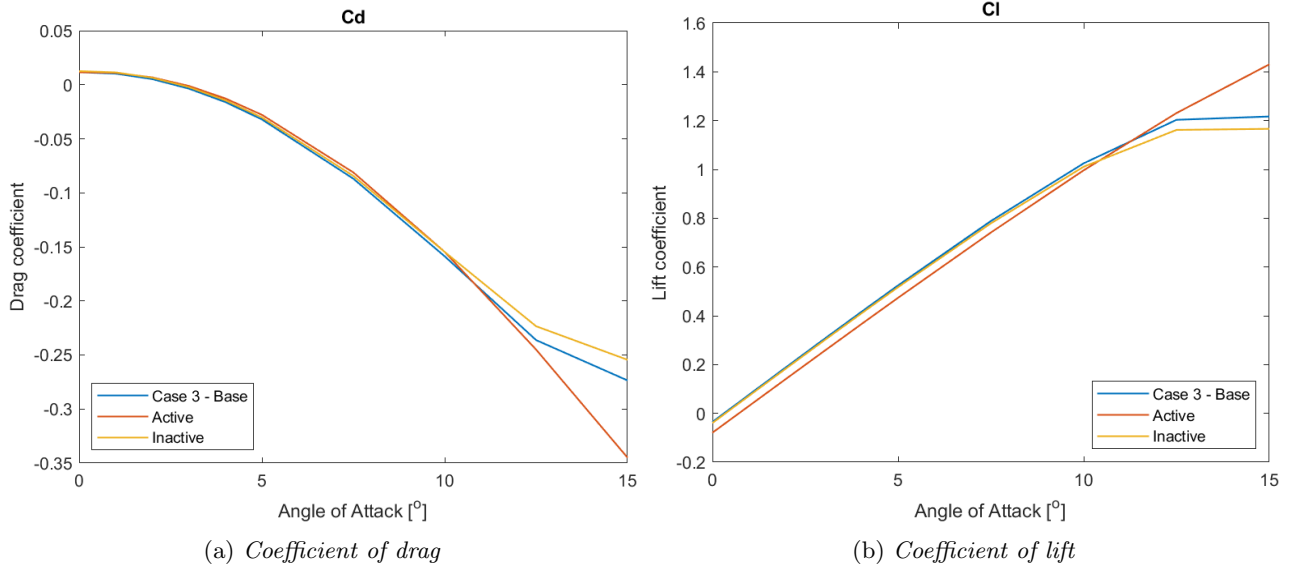 Cd
0.05
0
-0.05
-0.1
-0.15
-0.2
-0.25
-0.3
-0.35
Drag coefficient
Case 3 - Base
Active
Inactive
0 5 10 15
Angle of Attack [°]
(a) Coefficient of drag
Cl
1.6
1.4
1.2
1
0.8
0.6
0.4
0.2
0
-0.2
Lift coefficient
Case 3 - Base
Active
Inactive
0 5 10 15
Angle of Attack [°]
(b) Coefficient of lift